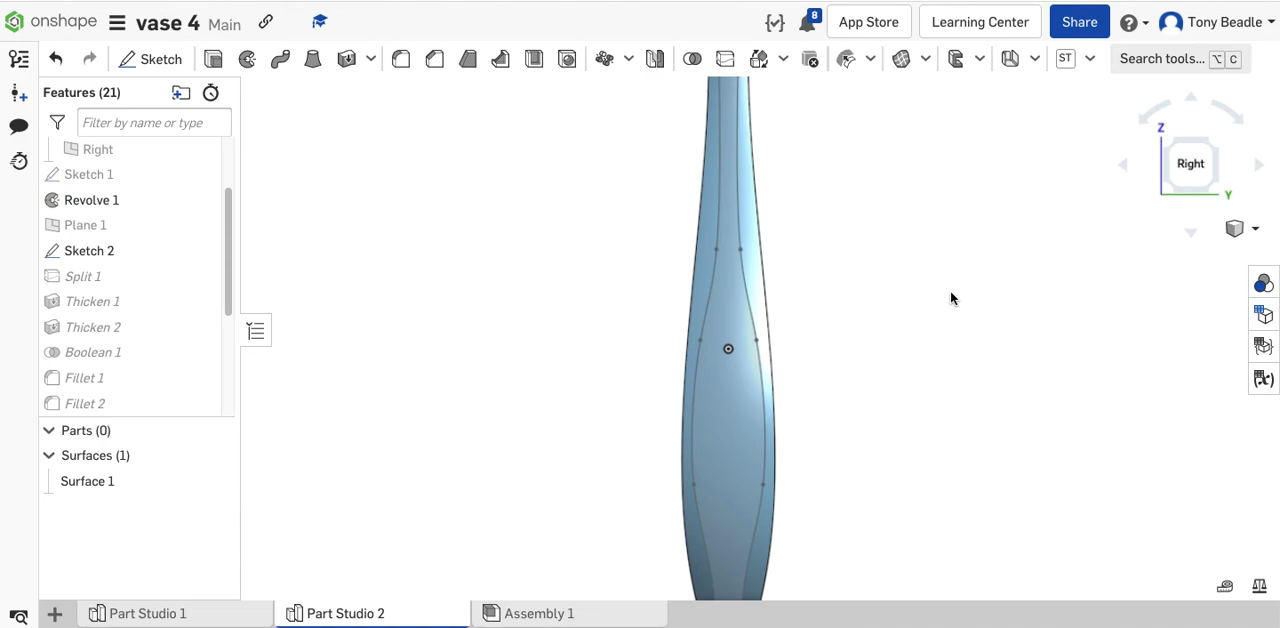 onshape vase 4 Main 8 App Store Learning Center Share Tony Beadle
Sketch ST Search tools... ⌥ C
Features (21)
Filter by name or type
Right
Sketch 1
Revolve 1
Plane 1
Sketch 2
Split 1
Thicken 1
Thicken 2
Boolean 1
Fillet 1
Fillet 2
Parts (0)
Surfaces (1)
Surface 1
Z
Right
Y
Part Studio 1 Part Studio 2 Assembly 1